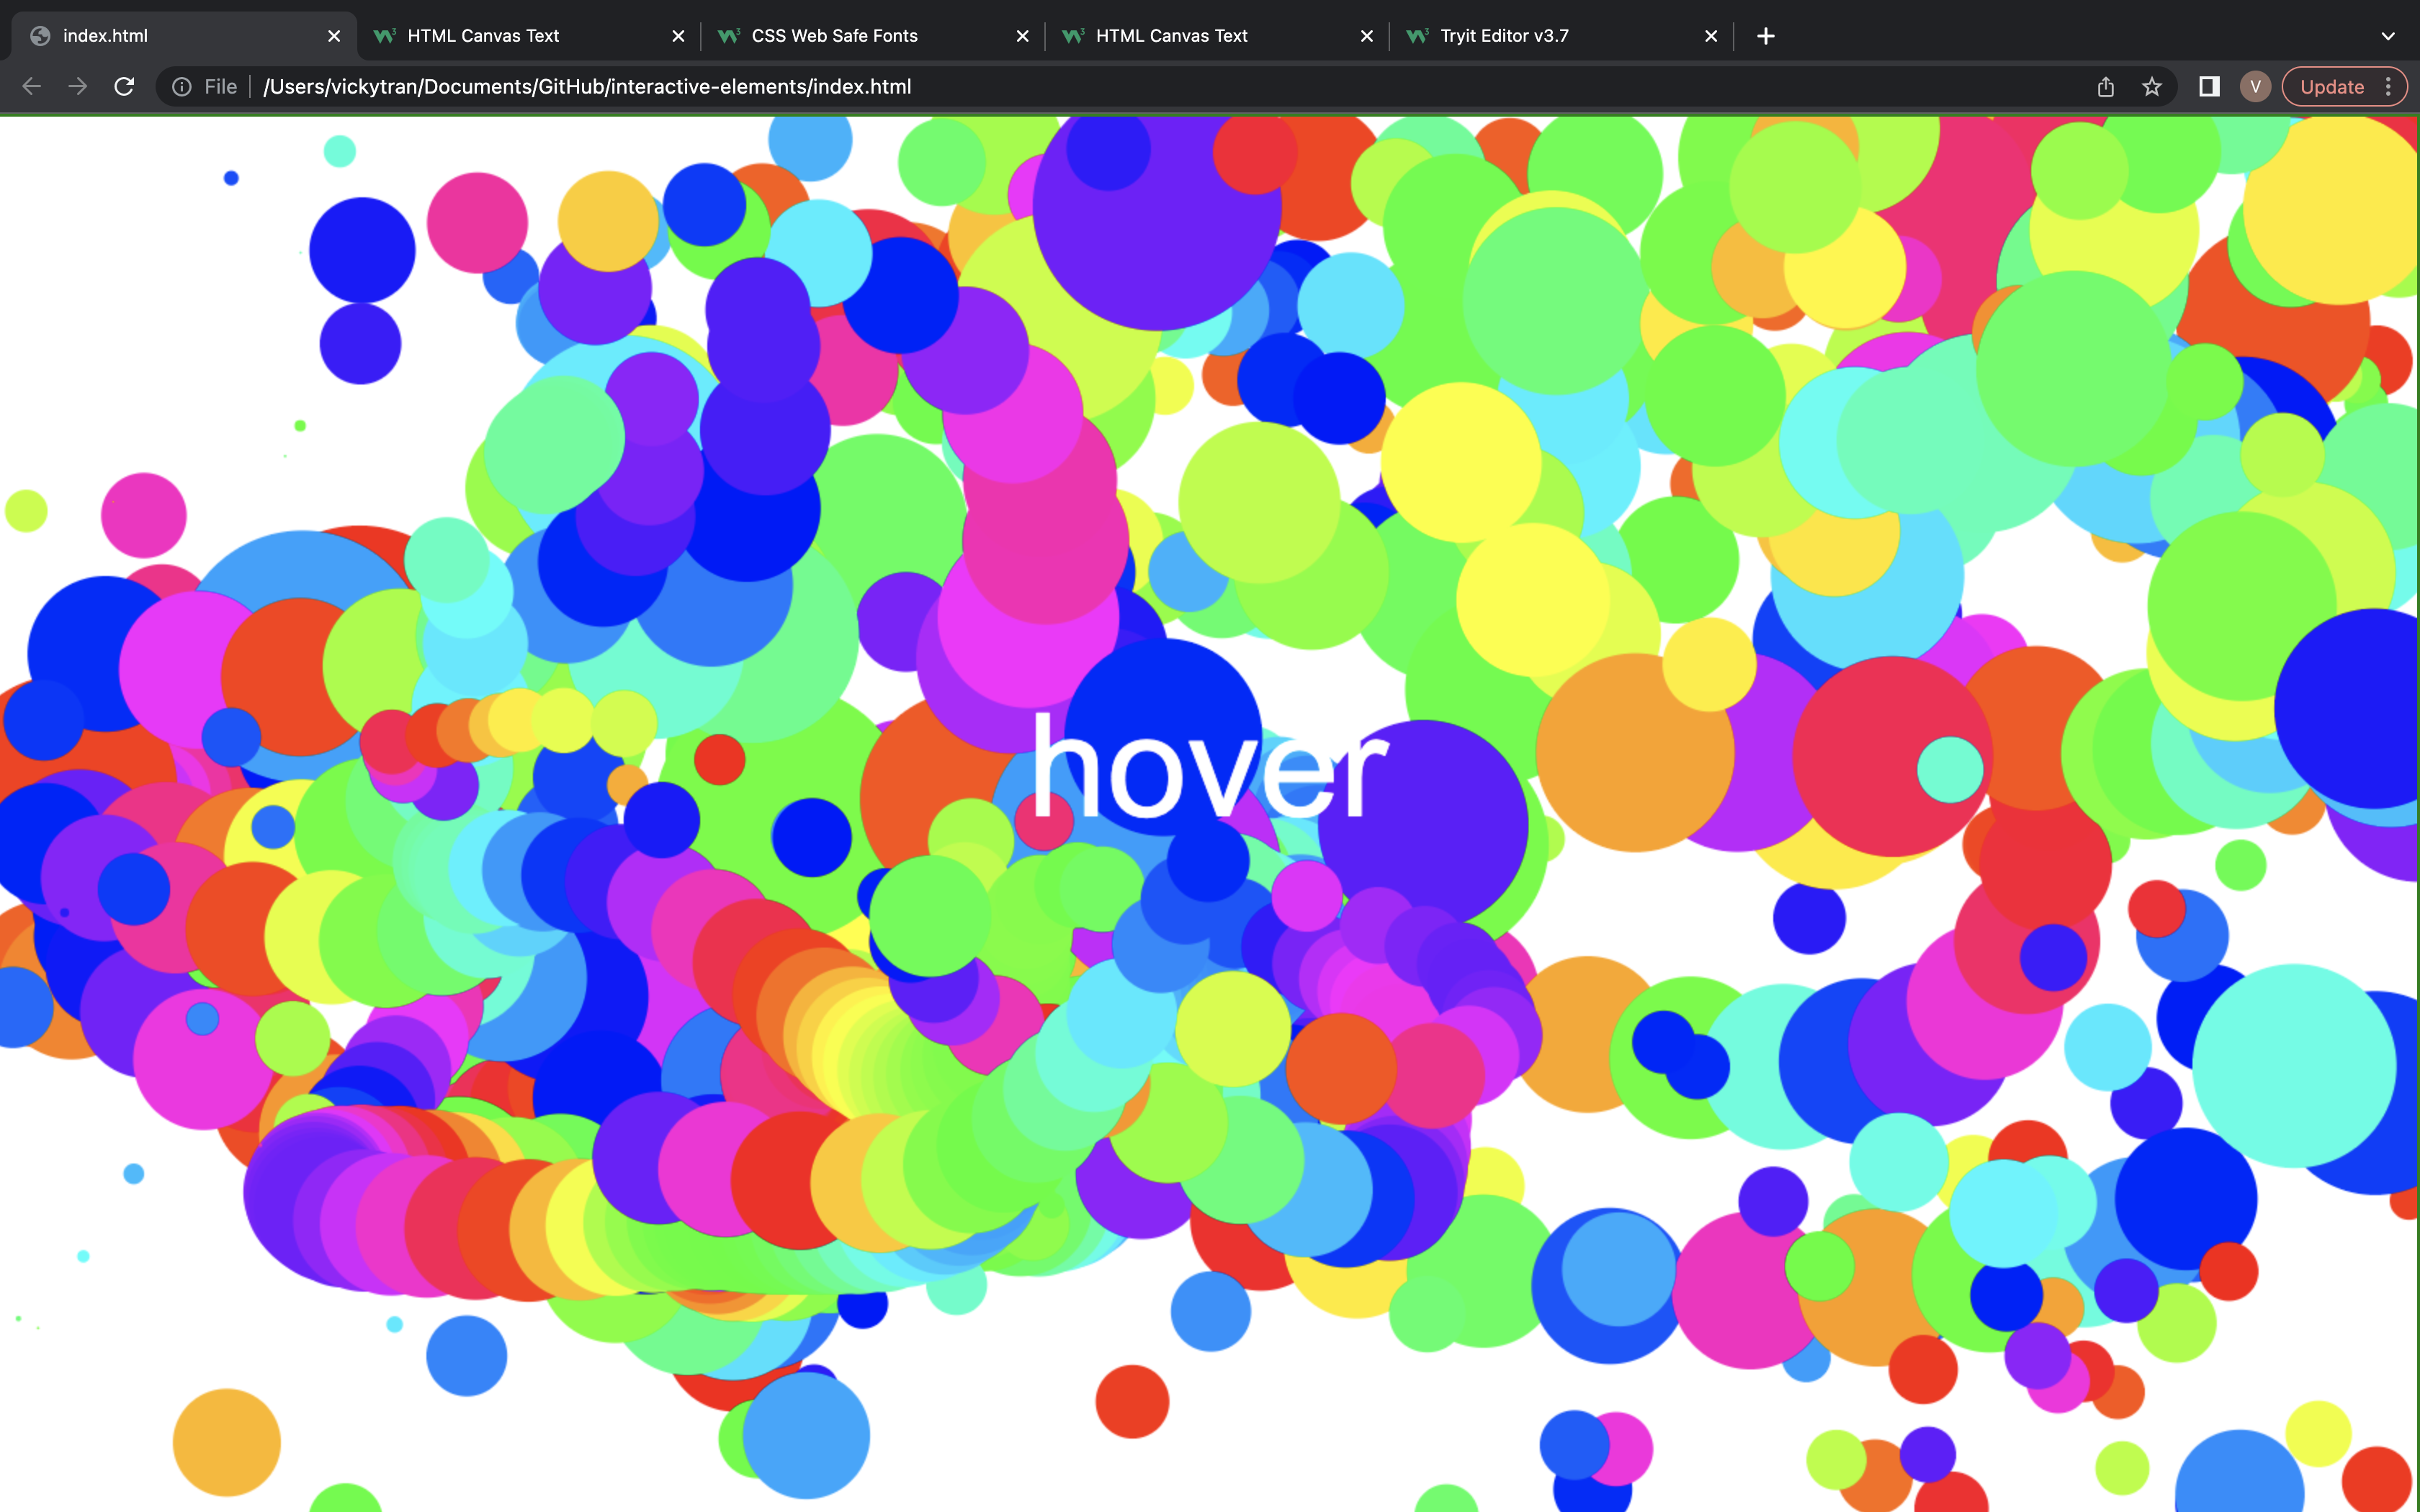 index.html
HTML Canvas Text
CSS Web Safe Fonts
HTML Canvas Text
Tryit Editor v3.7
File /Users/vickytran/Documents/GitHub/interactive-elements/index.html
V
Update
hover